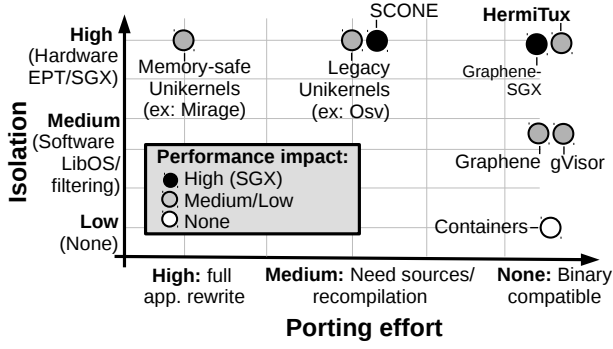 SCONE
HermiTux
High
(Hardware
EPT/SGX)
Memory-safe
Unikernels
(ex: Mirage)
Legacy
Unikernels
(ex: Osv)
Graphene-
SGX
Isolation
Medium
(Software
LibOS/
filtering)
Graphene
gVisor
Performance impact:
High (SGX)
Medium/Low
None
Low
(None)
Containers
High: full
app. rewrite
Medium: Need sources/
recompilation
None: Binary
compatible
Porting effort